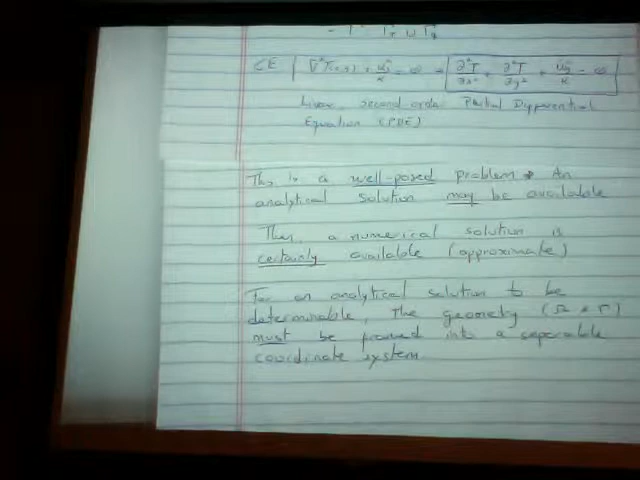 CE ∇²T(x,y) + u̇g/κ = 0 → ∂²T/∂x² + ∂²T/∂y² + u̇g/κ = 0
Linear, second order Partial Differential
Equation (PDE)
This is a well-posed problem → An
analytical solution may be available
Then, a numerical solution is
certainly available (approximate)
For an analytical solution to be
determinable, The geometry (Ω & Γ)
must be posed into a separable
coordinate system